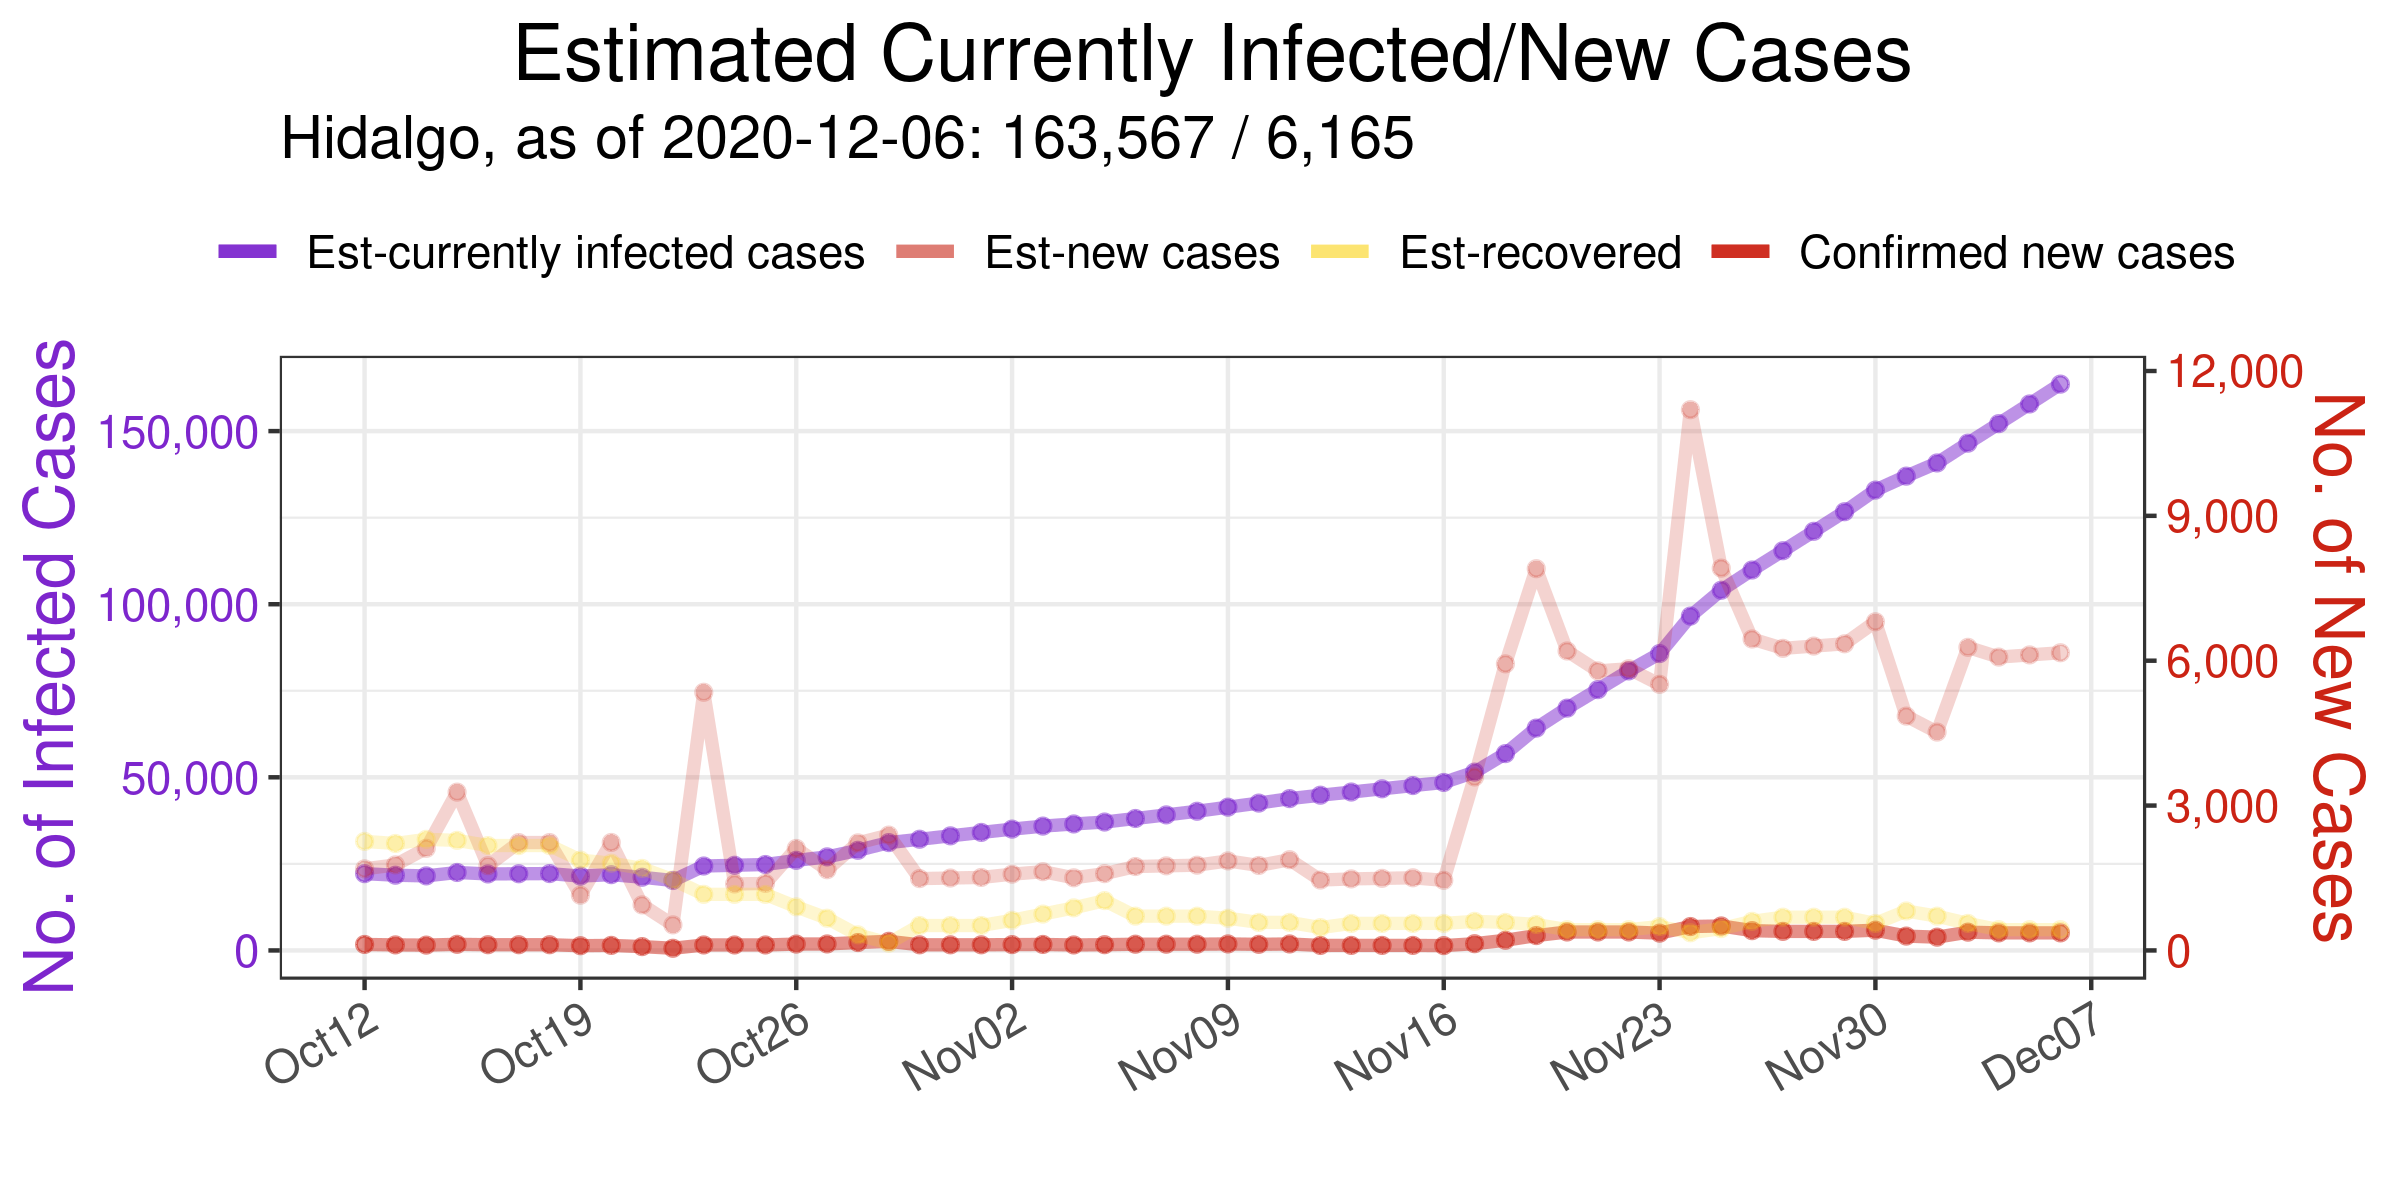 Estimated Currently Infected/New Cases
Hidalgo, as of 2020-12-06: 163,567 / 6,165
Est-currently infected cases Est-new cases Est-recovered Confirmed new cases
No. of Infected Cases
150,000
100,000
50,000
0
12,000
9,000
6,000
3,000
0
No. of New Cases
Oct12 Oct19 Oct26 Nov02 Nov09 Nov16 Nov23 Nov30 Dec07